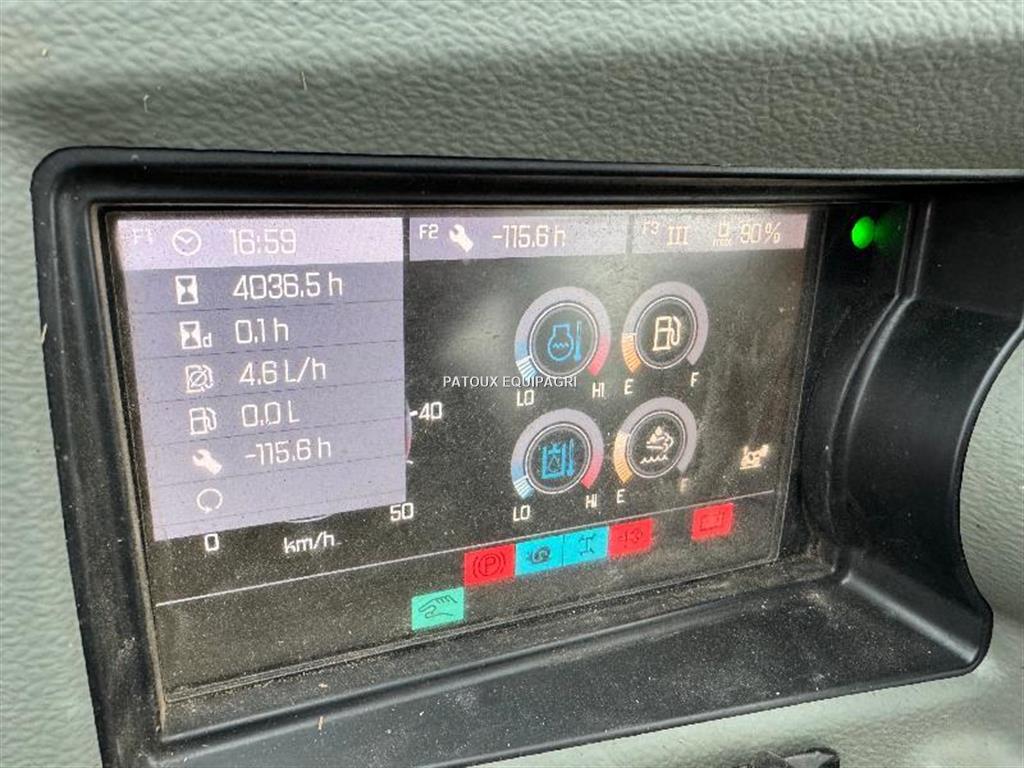 F1 16:59
F2 -115.6 h
F3 III max 90%
4036.5 h
d 0.1 h
4.6 L/h
0.0 L
-115.6 h
LO HI E F
LO HI E F
40
50
0 km/h
(P)
PATOUX EQUIPAGRI